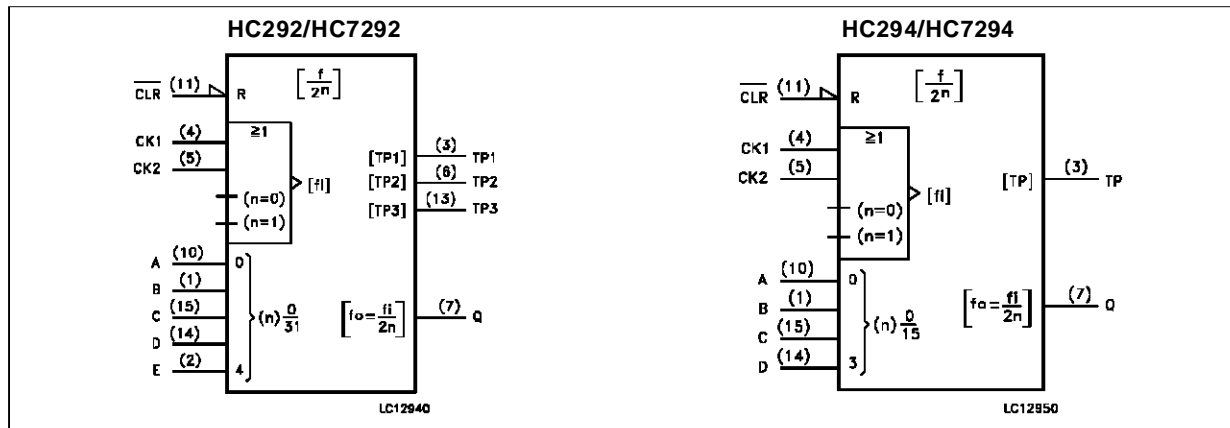 HC292/HC7292
CLR (11) R [f/2n]
≧1
CK1 (4)
CK2 (5)
[fI]
(n=0)
(n=1)
[TP1] (3) TP1
[TP2] (6) TP2
[TP3] (13) TP3
A (10) 0
B (1)
C (15)
D (14)
E (2) 4
(n) 0/31
[fo=fi/2n] (7) Q
LC12940
HC294/HC7294
CLR (11) R [f/2n]
≧1
CK1 (4)
CK2 (5)
[fI]
(n=0)
(n=1)
[TP] (3) TP
A (10) 0
B (1)
C (15)
D (14) 3
(n) 0/15
[fo=fi/2n] (7) Q
LC12950